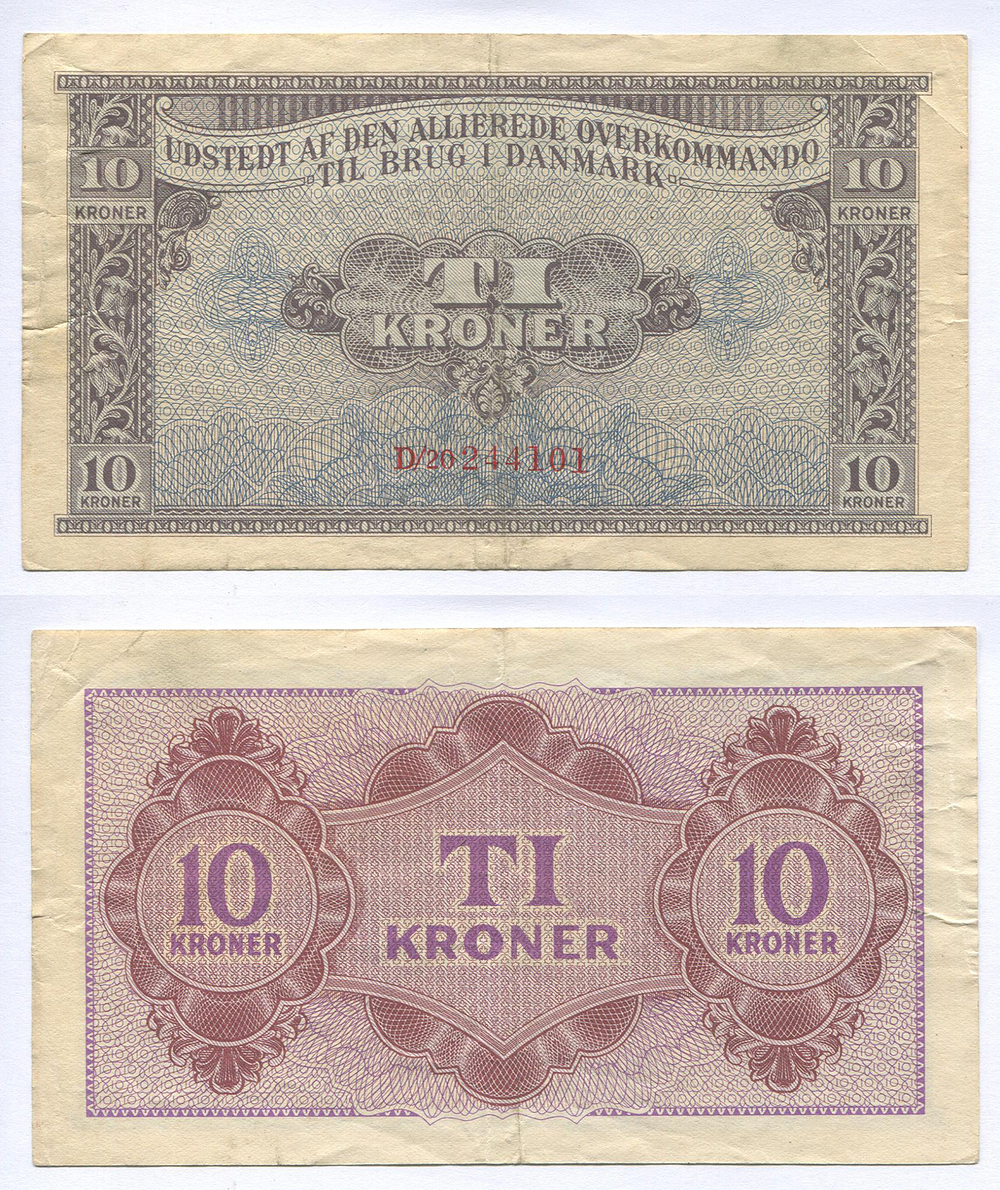 UDSTEDT AF DEN ALLIEREDE OVERKOMMANDO
TIL BRUG I DANMARK
10
KRONER
10
KRONER
TI
KRONER
D/20 244101
10
KRONER
10
KRONER
10
KRONER
TI
KRONER
10
KRONER